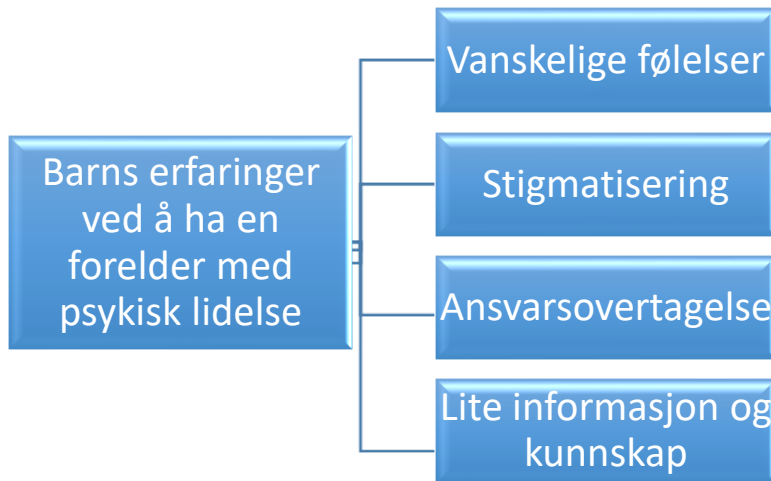 Barns erfaringer
ved å ha en
forelder med
psykisk lidelse
Vanskelige følelser
Stigmatisering
Ansvarsovertagelse
Lite informasjon og
kunnskap